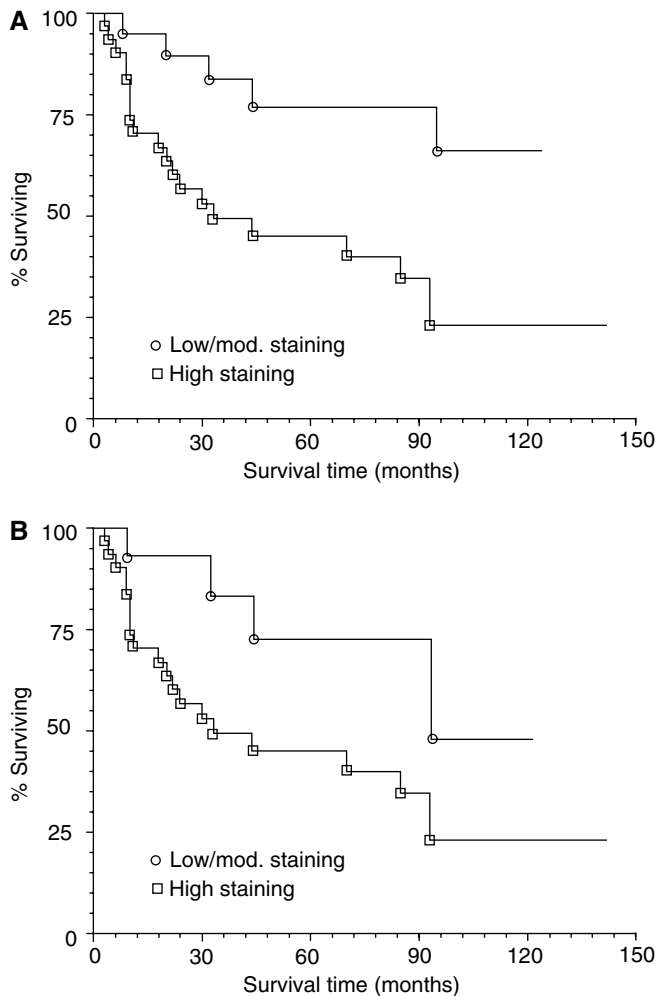 A
100
75
50
25
0
% Surviving
Low/mod. staining
High staining
0 30 60 90 120 150
Survival time (months)
B
100
75
50
25
0
% Surviving
Low/mod. staining
High staining
0 30 60 90 120 150
Survival time (months)